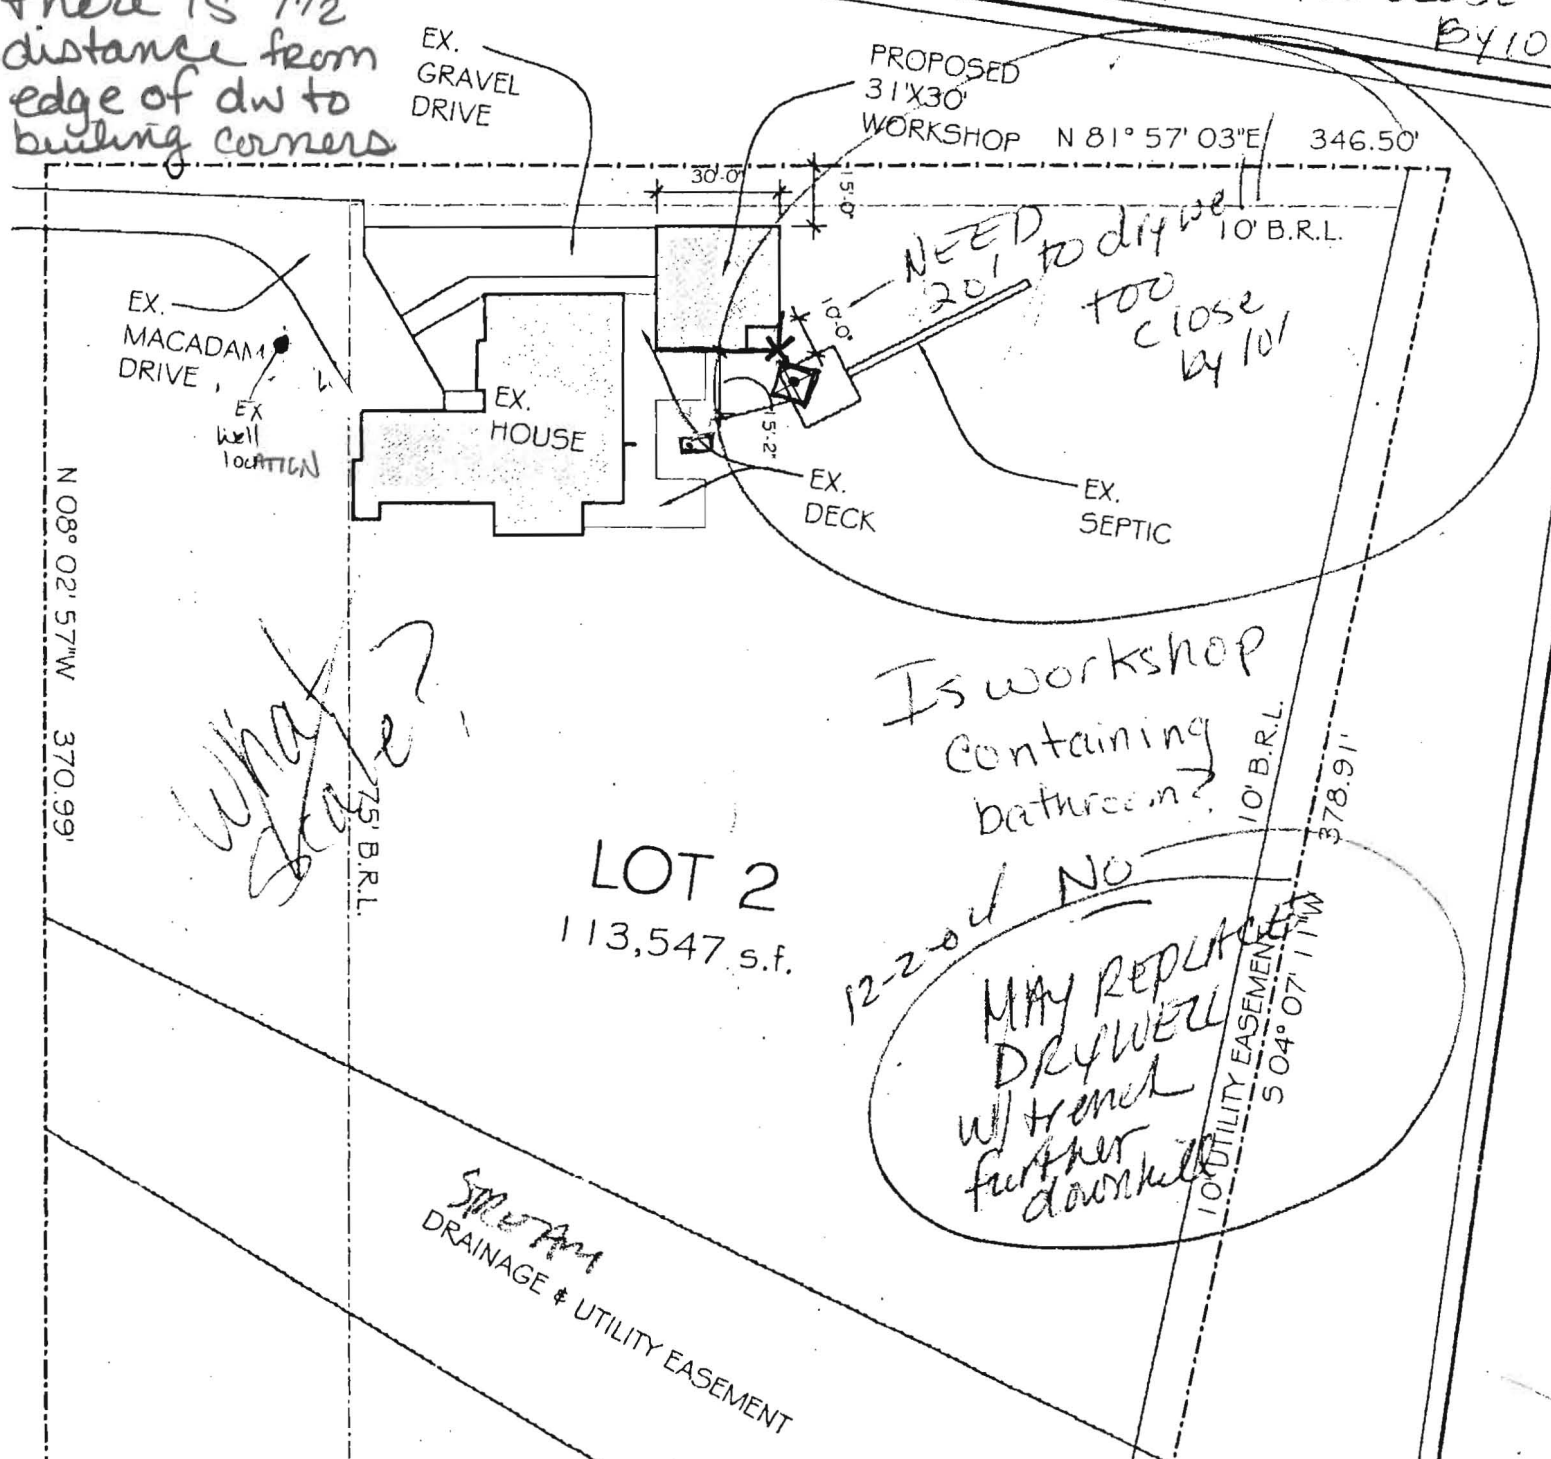 there is 7½
distance from
edge of dw to
builing corners
BY 10
EX.
GRAVEL
DRIVE
PROPOSED
31'X30'
WORKSHOP
N 81° 57' 03"E
346.50'
30'-0"
15'-0"
10' B.R.L.
NEED
20' to drywell
too
close
by 10'
10'-0"
EX.
MACADAM
DRIVE
EX
well
LOCATION
EX.
HOUSE
15'-2"
EX.
DECK
EX.
SEPTIC
N 08° 02' 57"W 370.99'
What
Scale?
75' B.R.L.
Is workshop
containing
bathroom?
NO
12-2-04
10' B.R.L.
378.91'
LOT 2
113,547 s.f.
MAY REPLACE
DRYWELL
w/ trench
further
downhill
10' UTILITY EASEMENT
S 04° 07' 11"W
DRAINAGE & UTILITY EASEMENT